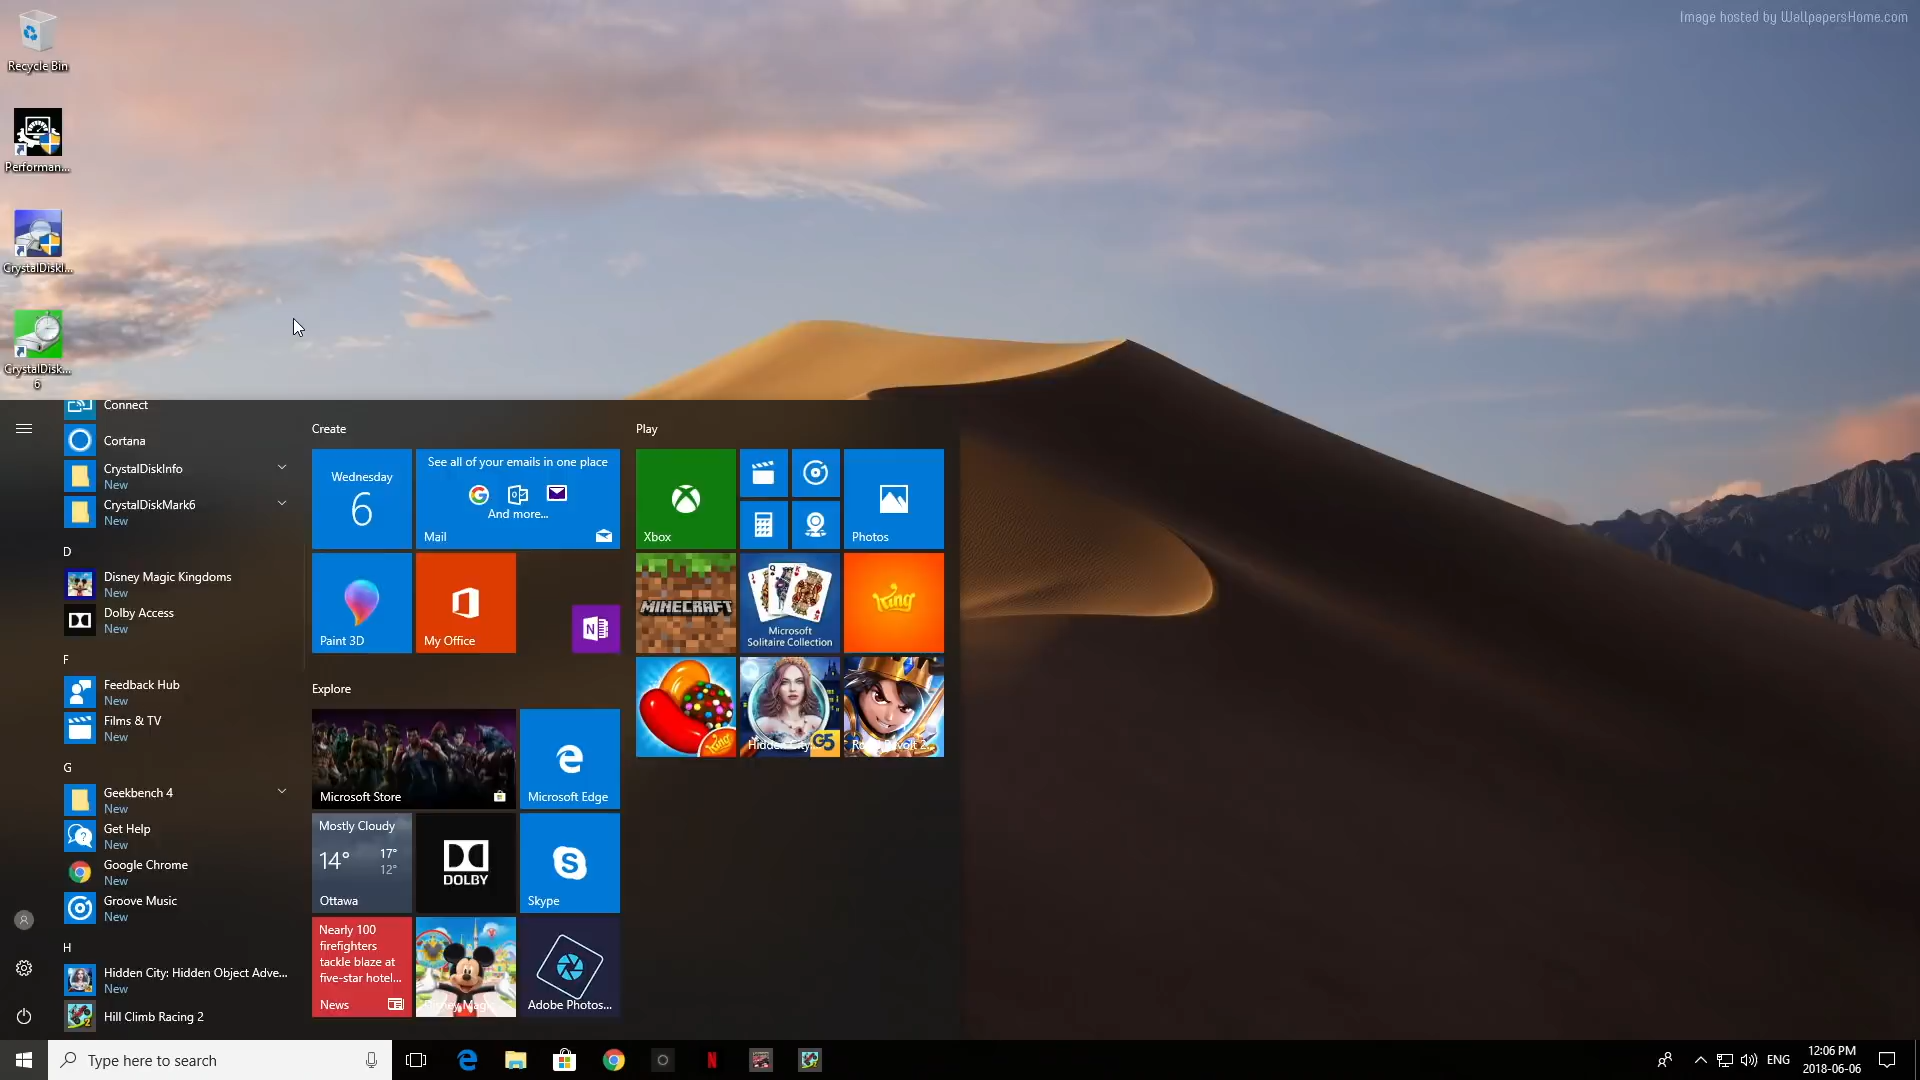 Image hosted by WallpapersHome.com
Recycle Bin
Performan...
CrystalDiskI...
CrystalDisk...
6
Connect
Cortana
CrystalDiskInfo
New
CrystalDiskMark6
New
D
Disney Magic Kingdoms
New
Dolby Access
New
F
Feedback Hub
New
Films & TV
New
G
Geekbench 4
New
Get Help
New
Google Chrome
New
Groove Music
New
H
Hidden City: Hidden Object Adve...
New
Hill Climb Racing 2
Create
Wednesday
6
See all of your emails in one place
And more...
Mail
Paint 3D
My Office
Explore
Microsoft Store
Microsoft Edge
Mostly Cloudy
14°
17°
12°
Ottawa
DOLBY
Skype
Nearly 100
firefighters
tackle blaze at
five-star hotel...
News
Disney Magic...
Adobe Photos...
Play
Xbox
Photos
MINECRAFT
Microsoft
Solitaire Collection
King
King
Hidden City:
G5
Type here to search
ENG
12:06 PM
2018-06-06